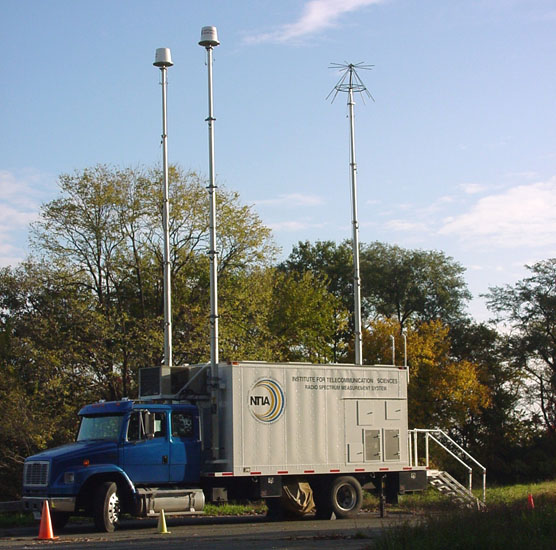 INSTITUTE FOR TELECOMMUNICATION SCIENCES
RADIO SPECTRUM MEASUREMENT SYSTEM
NTIA